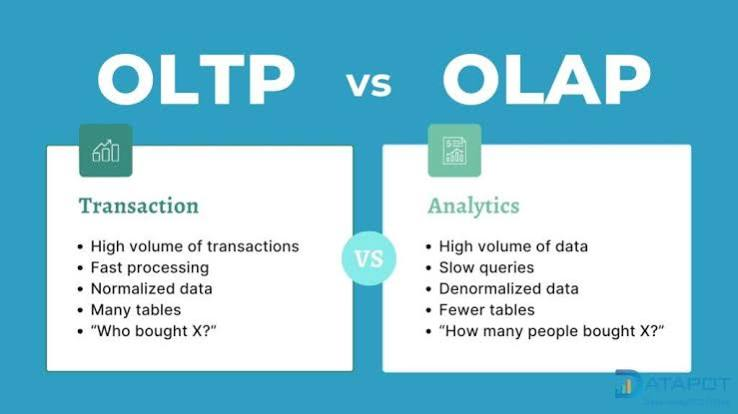 OLTP vs OLAP
Transaction
• High volume of transactions
• Fast processing
• Normalized data
• Many tables
• “Who bought X?”
VS
Analytics
• High volume of data
• Slow queries
• Denormalized data
• Fewer tables
• “How many people bought X?”
DATAPOT